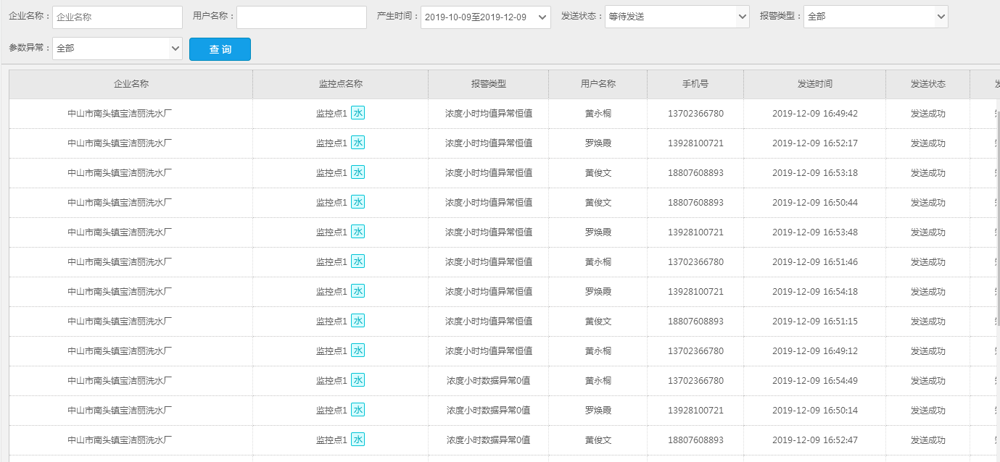 企业名称： 企业名称 用户名称： 产生时间： 2019-10-09至2019-12-09 发送状态： 等待发送 报警类型： 全部
参数异常： 全部 查 询
企业名称 监控点名称 报警类型 用户名称 手机号 发送时间 发送状态
中山市南头镇宝洁丽洗水厂 监控点1 水 浓度小时均值异常恒值 黄永桐 13702366780 2019-12-09 16:49:42 发送成功
中山市南头镇宝洁丽洗水厂 监控点1 水 浓度小时均值异常恒值 罗焕霞 13928100721 2019-12-09 16:52:17 发送成功
中山市南头镇宝洁丽洗水厂 监控点1 水 浓度小时均值异常恒值 黄俊文 18807608893 2019-12-09 16:53:18 发送成功
中山市南头镇宝洁丽洗水厂 监控点1 水 浓度小时均值异常恒值 黄俊文 18807608893 2019-12-09 16:50:44 发送成功
中山市南头镇宝洁丽洗水厂 监控点1 水 浓度小时均值异常恒值 罗焕霞 13928100721 2019-12-09 16:53:48 发送成功
中山市南头镇宝洁丽洗水厂 监控点1 水 浓度小时均值异常恒值 黄永桐 13702366780 2019-12-09 16:51:46 发送成功
中山市南头镇宝洁丽洗水厂 监控点1 水 浓度小时均值异常恒值 罗焕霞 13928100721 2019-12-09 16:54:18 发送成功
中山市南头镇宝洁丽洗水厂 监控点1 水 浓度小时均值异常恒值 黄俊文 18807608893 2019-12-09 16:51:15 发送成功
中山市南头镇宝洁丽洗水厂 监控点1 水 浓度小时均值异常恒值 黄永桐 13702366780 2019-12-09 16:49:12 发送成功
中山市南头镇宝洁丽洗水厂 监控点1 水 浓度小时数据异常0值 黄永桐 13702366780 2019-12-09 16:54:49 发送成功
中山市南头镇宝洁丽洗水厂 监控点1 水 浓度小时数据异常0值 罗焕霞 13928100721 2019-12-09 16:50:14 发送成功
中山市南头镇宝洁丽洗水厂 监控点1 水 浓度小时数据异常0值 黄俊文 18807608893 2019-12-09 16:52:47 发送成功